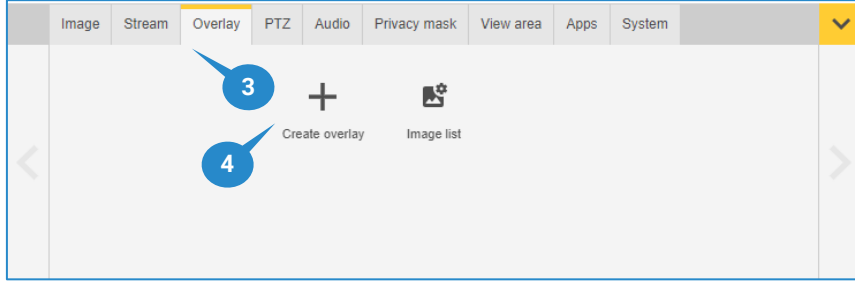 Image Stream Overlay PTZ Audio Privacy mask View area Apps System
3
Create overlay Image list
4